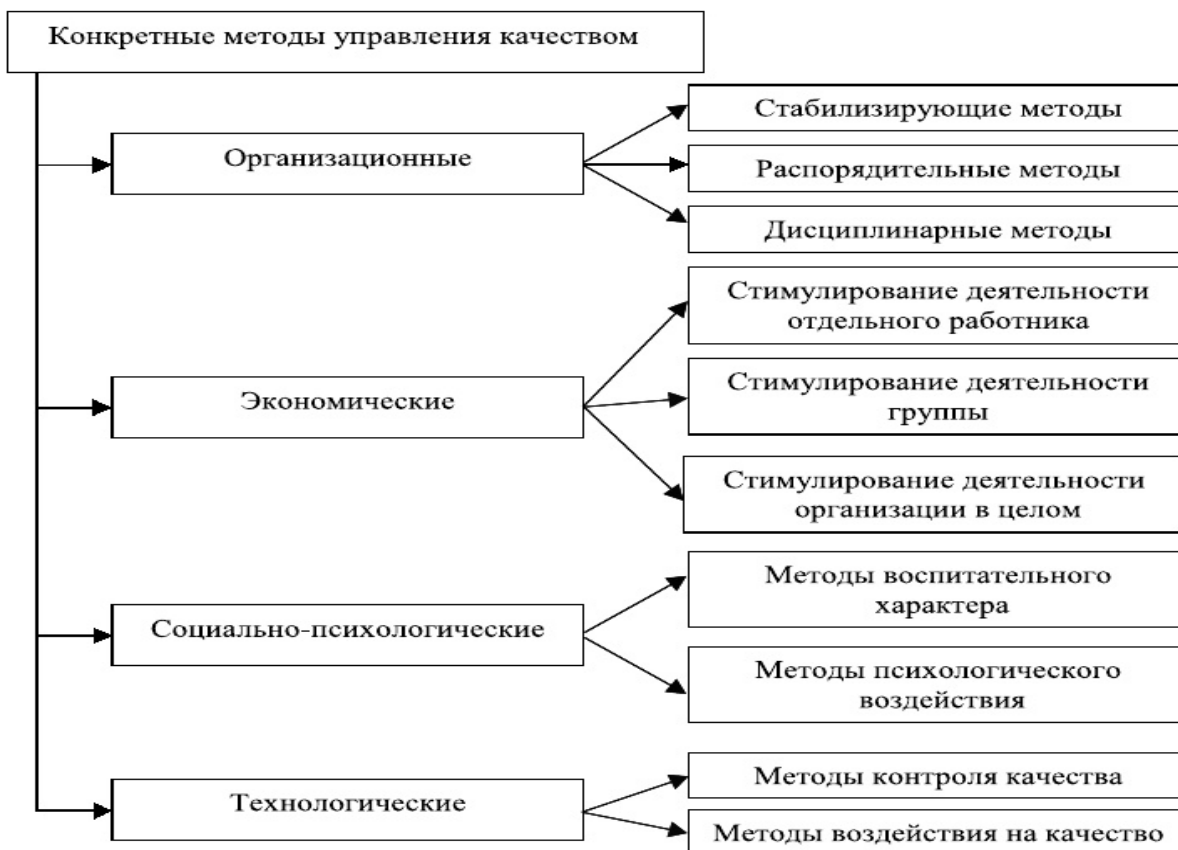 Конкретные методы управления качеством
Организационные
Стабилизирующие методы
Распорядительные методы
Дисциплинарные методы
Экономические
Стимулирование деятельности
отдельного работника
Стимулирование деятельности
группы
Стимулирование деятельности
организации в целом
Социально-психологические
Методы воспитательного
характера
Методы психологического
воздействия
Технологические
Методы контроля качества
Методы воздействия на качество